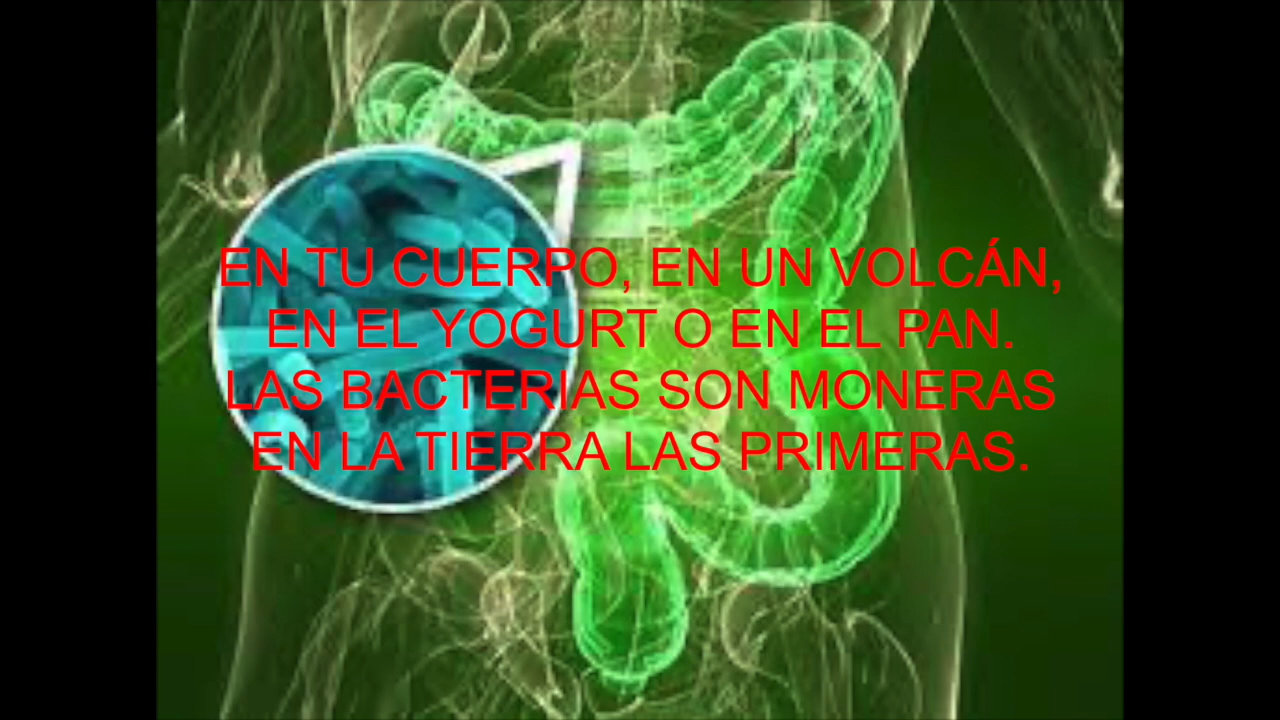 EN TU CUERPO, EN UN VOLCÁN,
EN EL YOGURT O EN EL PAN.
LAS BACTERIAS SON MONERAS
EN LA TIERRA LAS PRIMERAS.